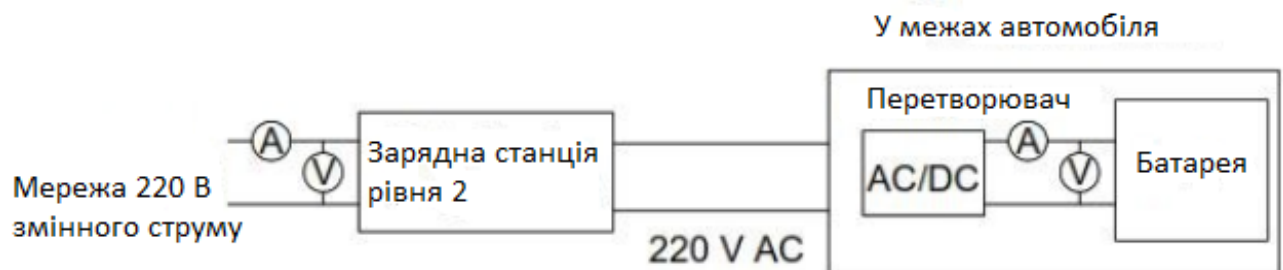 У межах автомобіля
Перетворювач
A
V
Зарядна станція
рівня 2
AC/DC
A
V
Батарея
Мережа 220 В
змінного струму
220 V AC